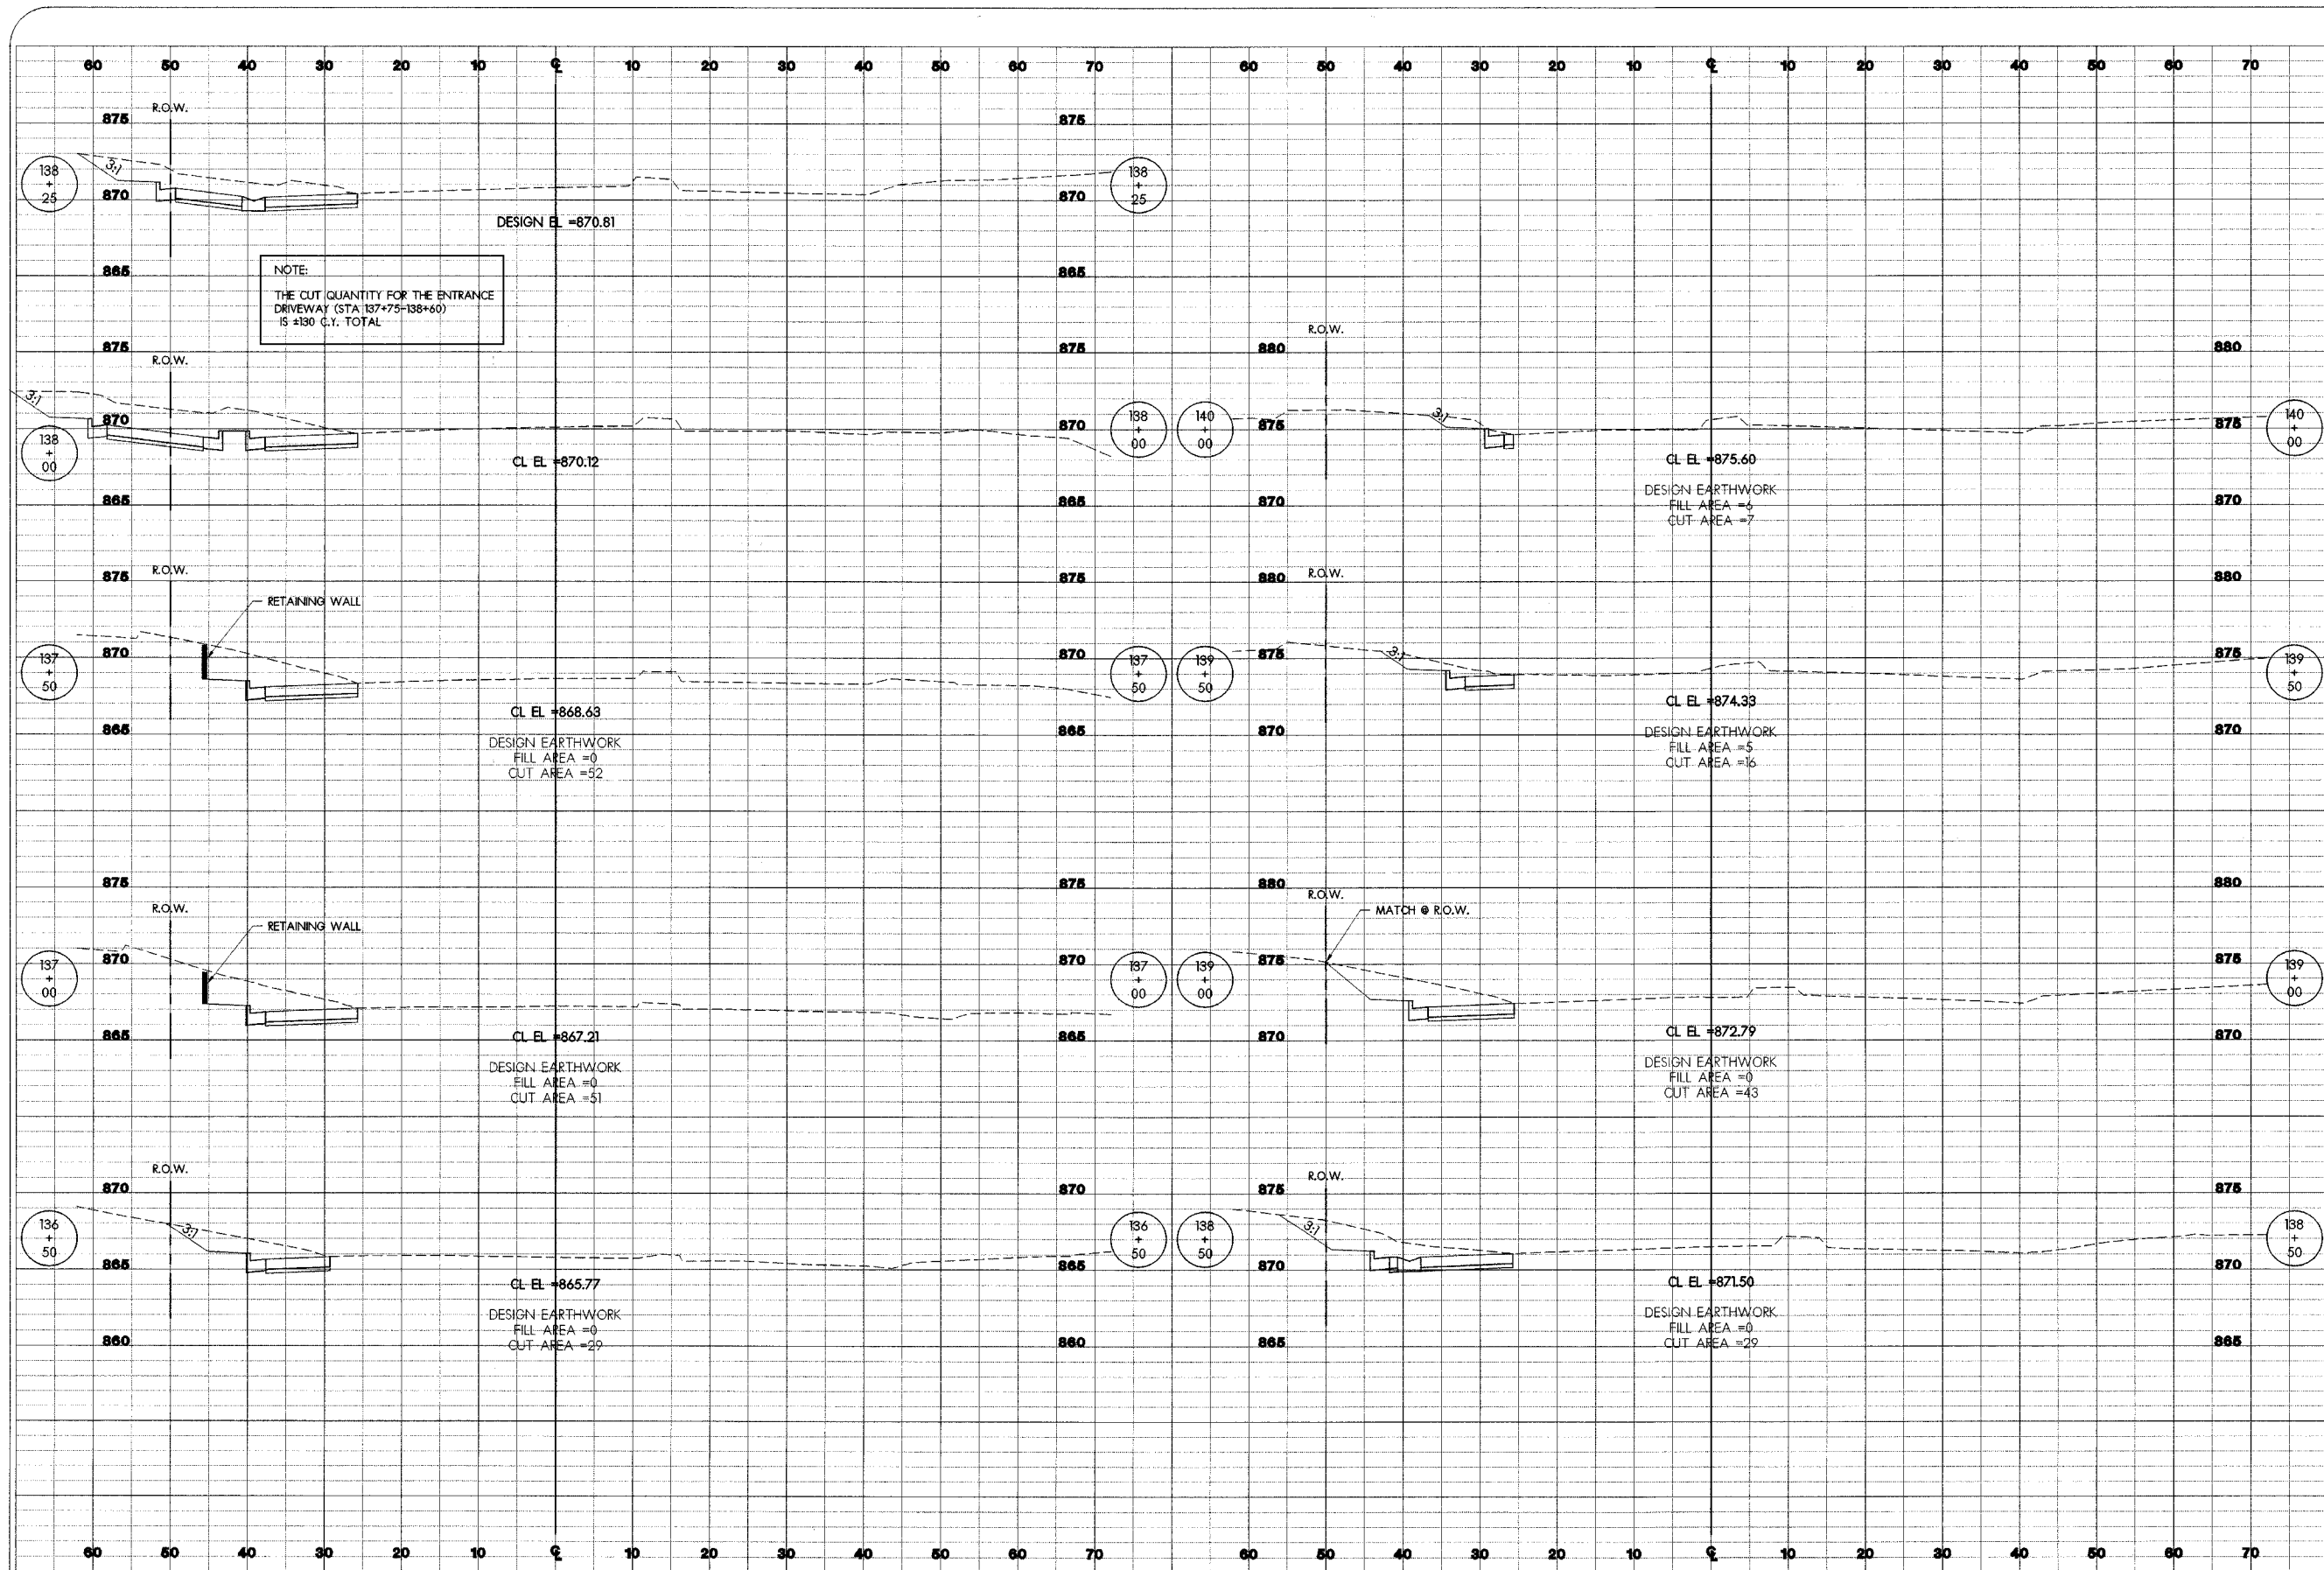 60 50 40 30 20 10 ℄ 10 20 30 40 50 60 70 60 50 40 30 20 10 ℄ 10 20 30 40 50 60 70
R.O.W.
875 875
3:1
138 + 25
870 870
138 + 25
DESIGN EL =870.81
865 865
NOTE:
THE CUT QUANTITY FOR THE ENTRANCE
DRIVEWAY (STA 137+75-138+60)
IS ±130 C.Y. TOTAL
875 875
R.O.W.
3:1
870 870
138 + 00
138 + 00
CL EL =870.12
865 865
875 875
R.O.W.
RETAINING WALL
870 870
137 + 50
137 + 50
CL EL =868.63
865 865
DESIGN EARTHWORK
FILL AREA =0
CUT AREA =52
875 875
R.O.W.
RETAINING WALL
870 870
137 + 00
137 + 00
CL EL =867.21
865 865
DESIGN EARTHWORK
FILL AREA =0
CUT AREA =51
R.O.W.
870 870
3:1
136 + 50
136 + 50
865 865
CL EL =865.77
DESIGN EARTHWORK
FILL AREA =0
CUT AREA =29
860 860
R.O.W.
880 880
3:1
140 + 00
875 875
140 + 00
CL EL =875.60
DESIGN EARTHWORK
870 870
FILL AREA =6
CUT AREA =7
880 880
R.O.W.
3:1
139 + 50
875 875
139 + 50
CL EL =874.33
870 870
DESIGN EARTHWORK
FILL AREA =5
CUT AREA =16
880 880
R.O.W.
MATCH @ R.O.W.
139 + 00
875 875
139 + 00
CL EL =872.79
870 870
DESIGN EARTHWORK
FILL AREA =0
CUT AREA =43
R.O.W.
875 875
3:1
138 + 50
138 + 50
870 870
CL EL =871.50
DESIGN EARTHWORK
FILL AREA =0
CUT AREA =29
865 865
60 50 40 30 20 10 ℄ 10 20 30 40 50 60 70 60 50 40 30 20 10 ℄ 10 20 30 40 50 60 70